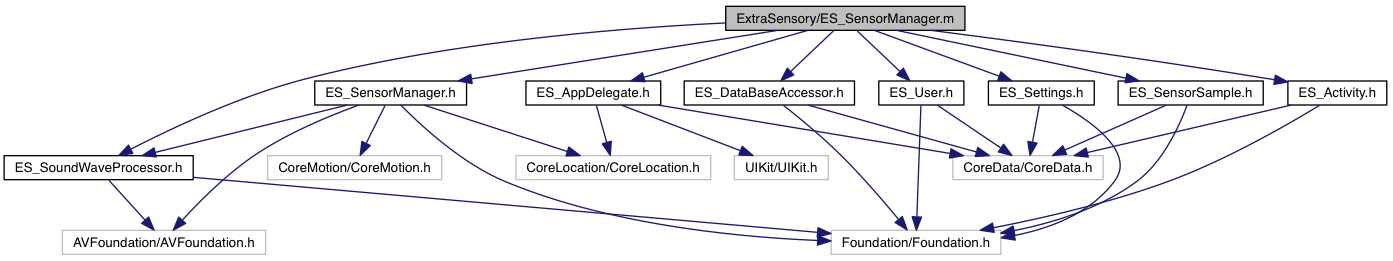 ExtraSensory/ES_SensorManager.m
ES_SensorManager.h
ES_AppDelegate.h
ES_DataBaseAccessor.h
ES_User.h
ES_Settings.h
ES_SensorSample.h
ES_Activity.h
ES_SoundWaveProcessor.h
CoreMotion/CoreMotion.h
CoreLocation/CoreLocation.h
UIKit/UIKit.h
CoreData/CoreData.h
AVFoundation/AVFoundation.h
Foundation/Foundation.h